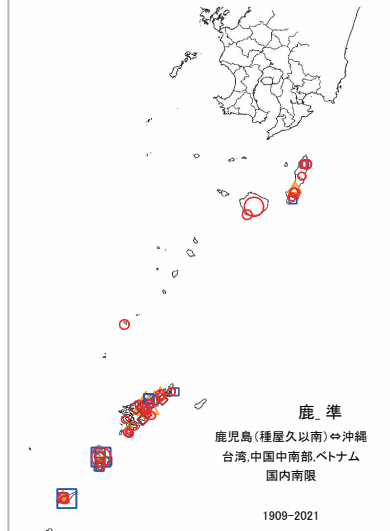 鹿_ 準
鹿児島（種屋久以南）⇔沖縄
台湾,中国中南部,ベトナム
国内南限
1909-2021